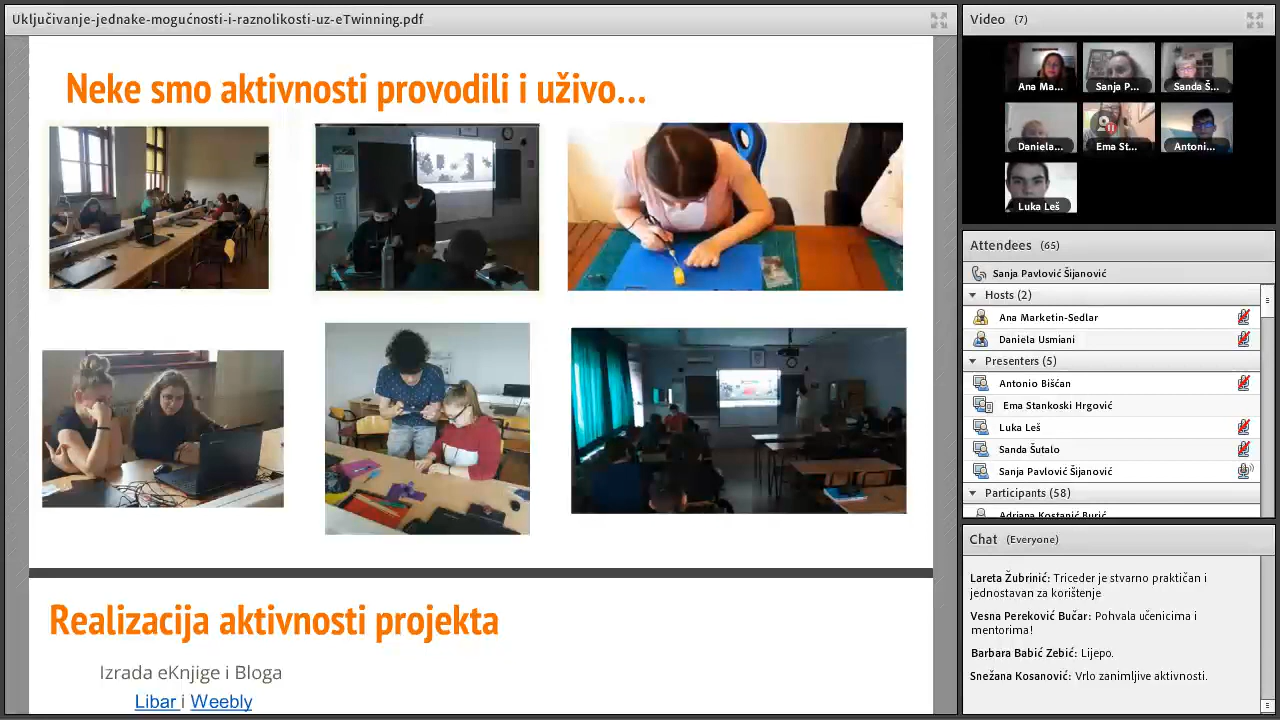 Uključivanje-jednake-mogućnosti-i-raznolikosti-uz-eTwinning.pdf
Neke smo aktivnosti provodili i uživo...
Realizacija aktivnosti projekta
Izrada eKnjige i Bloga
Libar i Weebly
Video (7)
Ana Ma...
Sanja P...
Sanda Š...
Daniela...
Ema St...
Antoni...
Luka Leš
Attendees (65)
Sanja Pavlović Šijanović
Hosts (2)
Ana Marketin-Sedlar
Daniela Usmiani
Presenters (5)
Antonio Bišćan
Ema Stankoski Hrgović
Luka Leš
Sanda Šutalo
Sanja Pavlović Šijanović
Participants (58)
Adriana Kostanić Burić
Chat (Everyone)
Lareta Žubrinić: Triceder je stvarno praktičan i
jednostavan za korištenje
Vesna Pereković Bučar: Pohvala učenicima i
mentorima!
Barbara Babić Zebić: Lijepo.
Snežana Kosanović: Vrlo zanimljive aktivnosti.